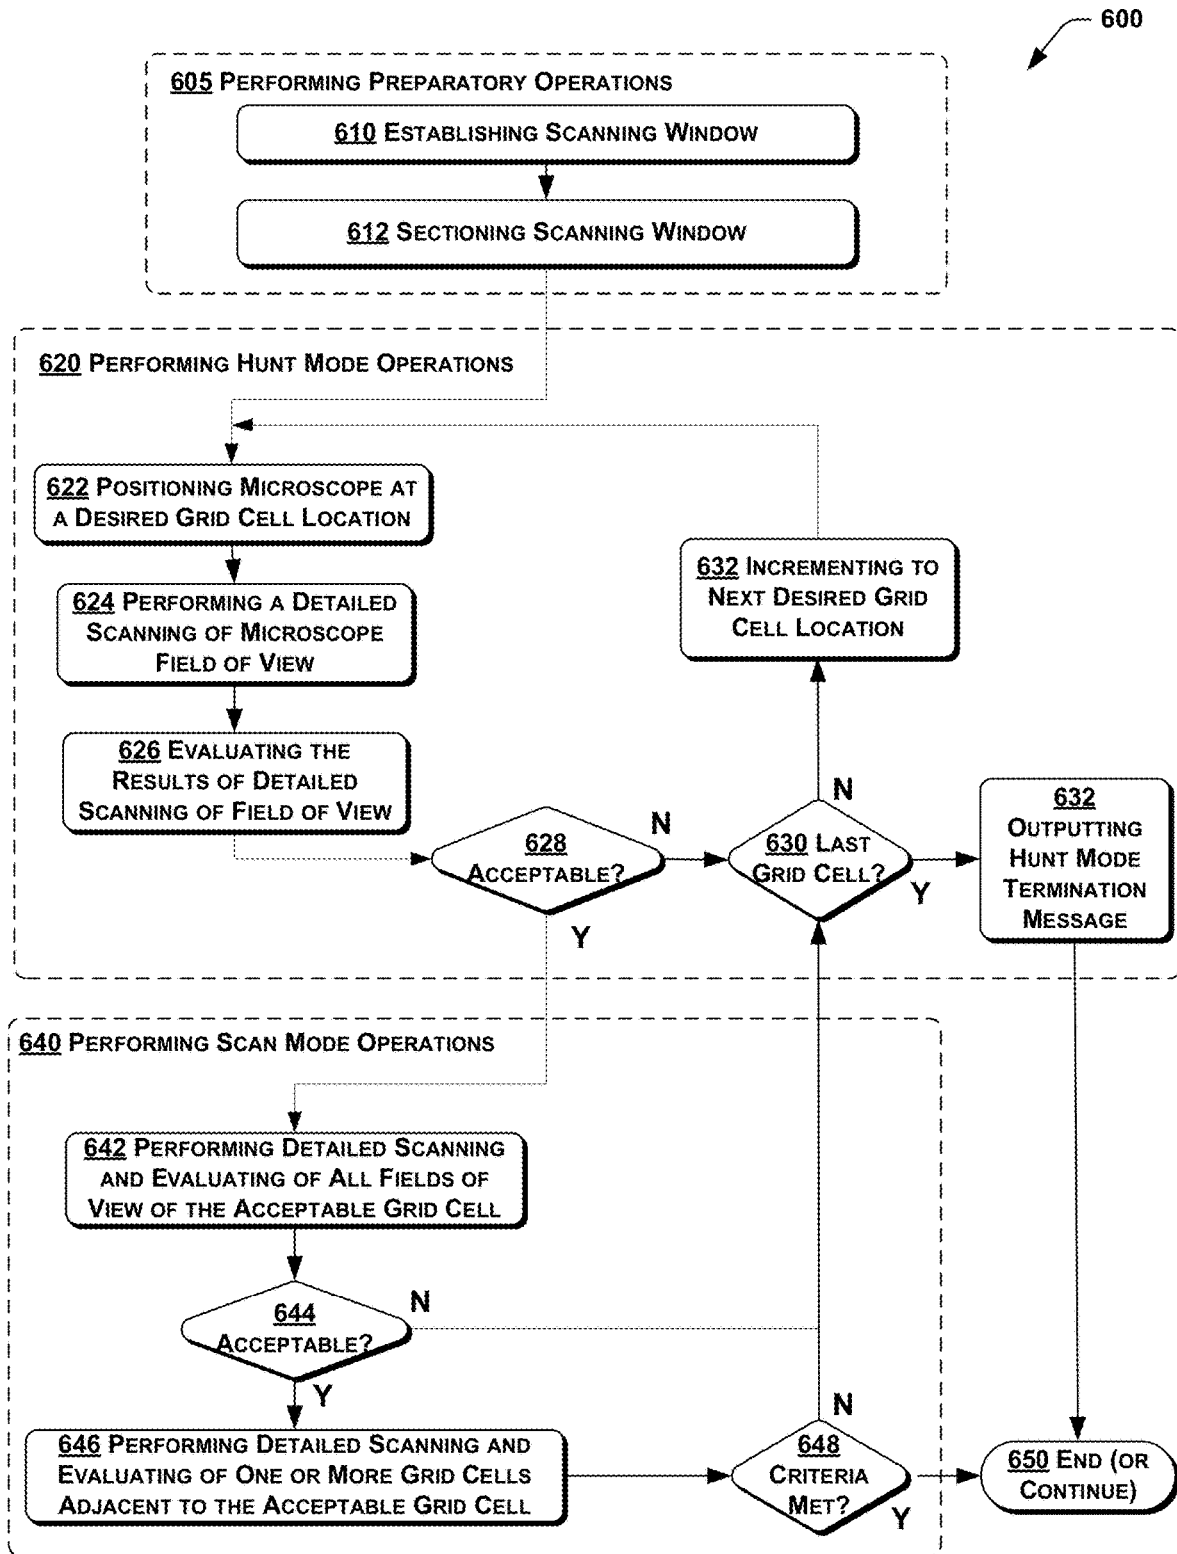 600
605 PERFORMING PREPARATORY OPERATIONS
610 ESTABLISHING SCANNING WINDOW
612 SECTIONING SCANNING WINDOW
620 PERFORMING HUNT MODE OPERATIONS
622 POSITIONING MICROSCOPE AT
A DESIRED GRID CELL LOCATION
624 PERFORMING A DETAILED
SCANNING OF MICROSCOPE
FIELD OF VIEW
626 EVALUATING THE
RESULTS OF DETAILED
SCANNING OF FIELD OF VIEW
628
ACCEPTABLE?
N
Y
630 LAST
GRID CELL?
N
Y
632 INCREMENTING TO
NEXT DESIRED GRID
CELL LOCATION
632
OUTPUTTING
HUNT MODE
TERMINATION
MESSAGE
640 PERFORMING SCAN MODE OPERATIONS
642 PERFORMING DETAILED SCANNING
AND EVALUATING OF ALL FIELDS OF
VIEW OF THE ACCEPTABLE GRID CELL
644
ACCEPTABLE?
N
Y
646 PERFORMING DETAILED SCANNING AND
EVALUATING OF ONE OR MORE GRID CELLS
ADJACENT TO THE ACCEPTABLE GRID CELL
648
CRITERIA
MET?
N
Y
650 END (OR
CONTINUE)